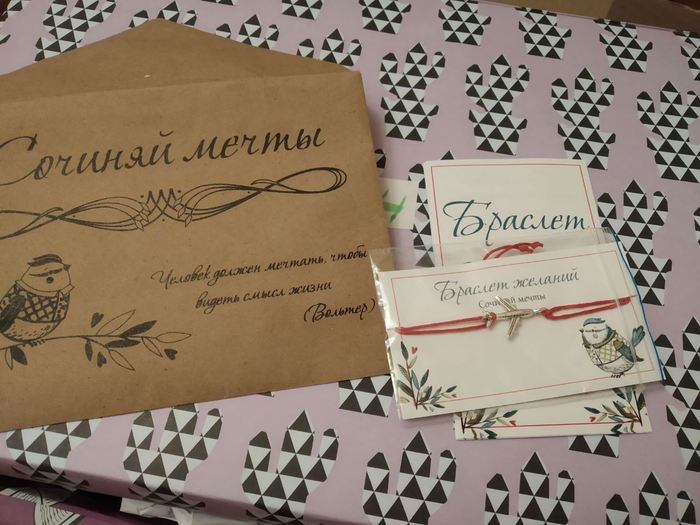 Сочиняй мечты
Человек должен мечтать, чтобы
видеть смысл жизни
(Вольтер)
Браслет
Браслет желаний
Сочиняй мечты